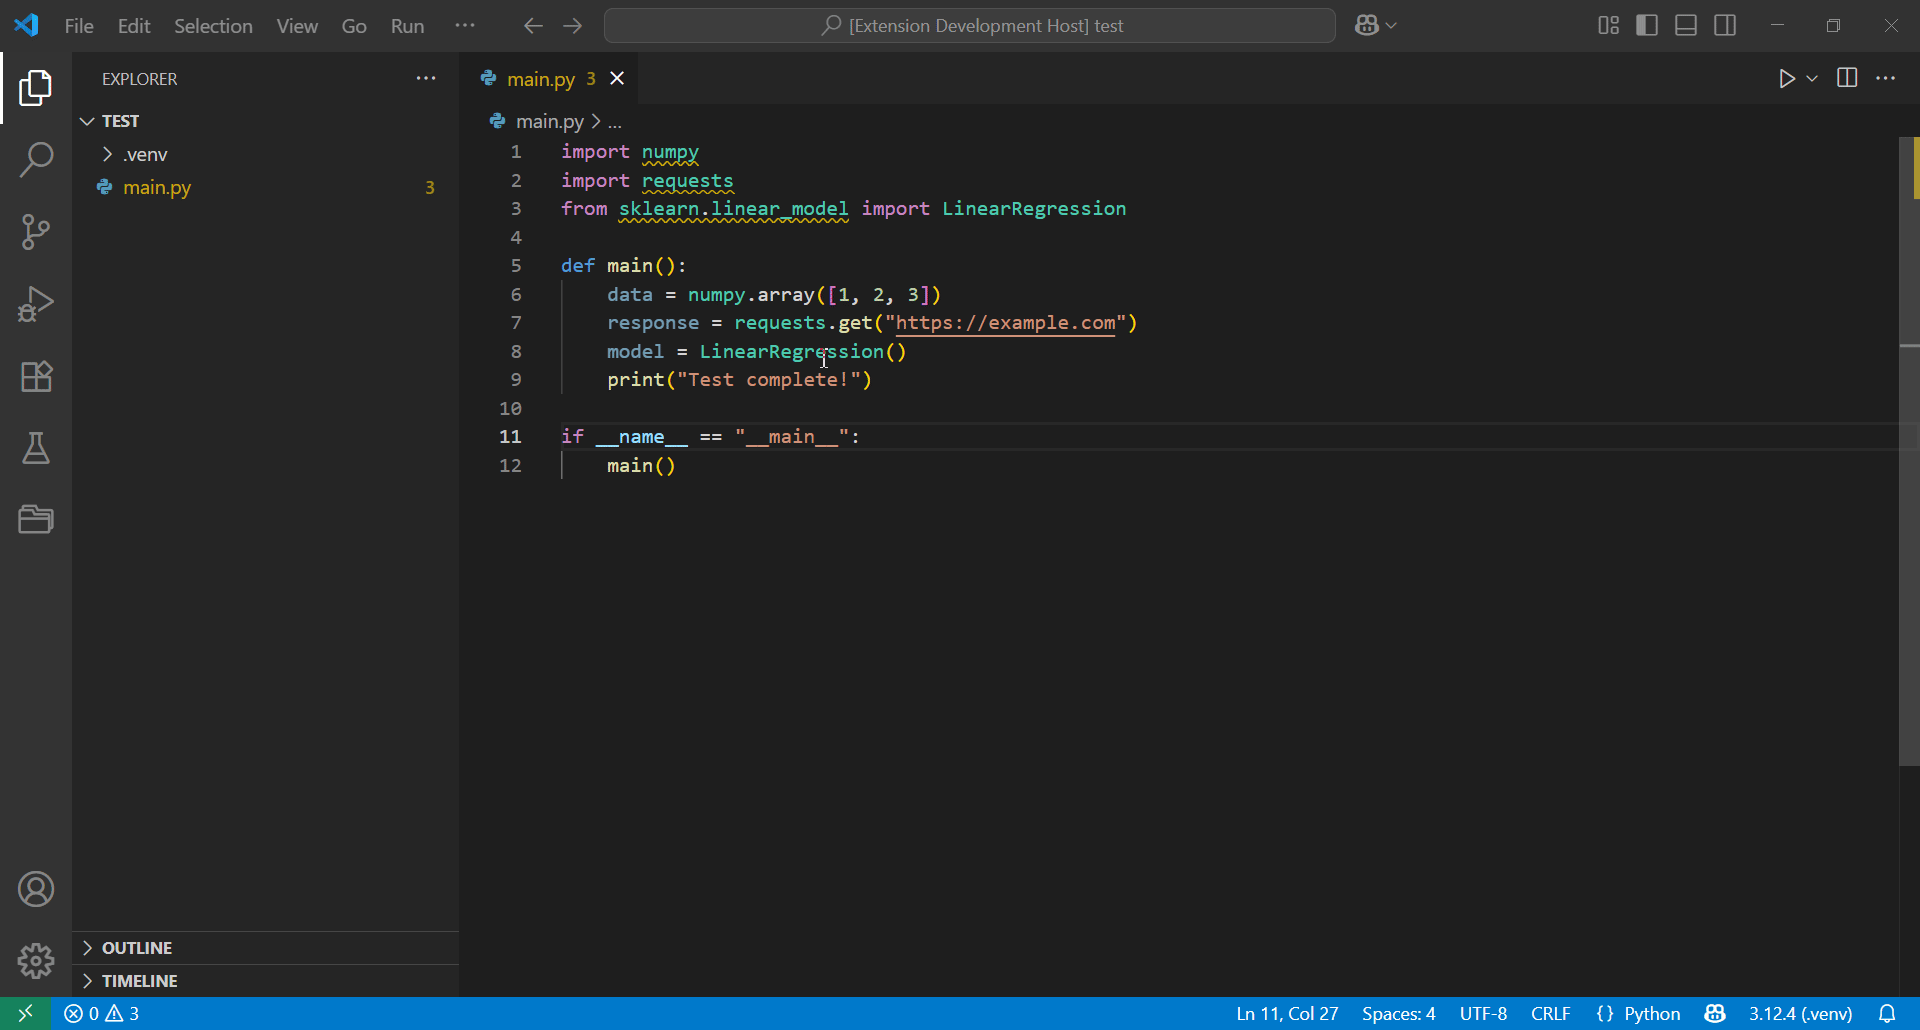 File Edit Selection View Go Run ··· [Extension Development Host] test
EXPLORER ···
TEST
.venv
main.py 3
OUTLINE
TIMELINE
main.py 3
main.py > ...
1 import numpy
2 import requests
3 from sklearn.linear_model import LinearRegression
4
5 def main():
6 data = numpy.array([1, 2, 3])
7 response = requests.get("https://example.com")
8 model = LinearRegression()
9 print("Test complete!")
10
11 if __name__ == "__main__":
12 main()
0 3 Ln 11, Col 27 Spaces: 4 UTF-8 CRLF {} Python 3.12.4 (.venv)